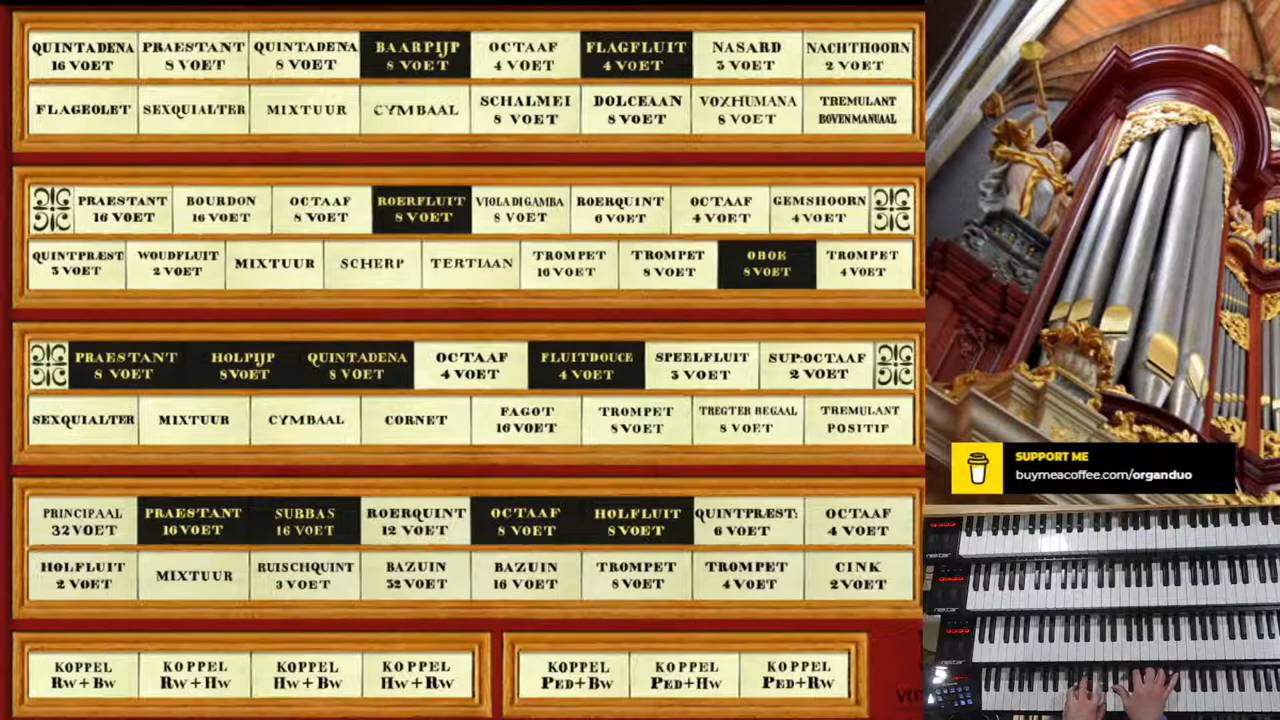 QUINTADENA PRAESTANT QUINTADENA BAARPIJP OCTAAF FLAGFLUIT NASARD NACHTHOORN
16 VOET 8 VOET 8 VOET 8 VOET 4 VOET 4 VOET 3 VOET 2 VOET
FLAGEOLET SEXQUIALTER MIXTUUR CYMBAAL SCHALMEI DOLCEAAN VOXHUMANA TREMULANT
8 VOET 8 VOET 8 VOET BOVENMANUAAL
PRAESTANT BOURDON OCTAAF ROERFLUIT VIOLA DI GAMBA ROERQUINT OCTAAF GEMSHOORN
16 VOET 16 VOET 8 VOET 8 VOET 8 VOET 6 VOET 4 VOET 4 VOET
QUINTPRÆST WOUDFLUIT MIXTUUR SCHERP TERTIAAN TROMPET TROMPET OBOE TROMPET
3 VOET 2 VOET 16 VOET 8 VOET 8 VOET 4 VOET
PRAESTANT HOLPIJP QUINTADENA OCTAAF FLUITDOUCE SPEELFLUIT SUP:OCTAAF
8 VOET 8 VOET 8 VOET 4 VOET 4 VOET 3 VOET 2 VOET
SEXQUIALTER MIXTUUR CYMBAAL CORNET FAGOT TROMPET TREGTER REGAAL TREMULANT
16 VOET 8 VOET 8 VOET POSITIF
PRINCIPAAL PRAESTANT SUBBAS ROERQUINT OCTAAF HOLFLUIT QUINTPRÆST: OCTAAF
32 VOET 16 VOET 16 VOET 12 VOET 8 VOET 8 VOET 6 VOET 4 VOET
HOLFLUIT MIXTUUR RUISCHQUINT BAZUIN BAZUIN TROMPET TROMPET CINK
2 VOET 3 VOET 32 VOET 16 VOET 8 VOET 4 VOET 2 VOET
KOPPEL KOPPEL KOPPEL KOPPEL KOPPEL KOPPEL KOPPEL
RW+BW RW+HW HW+BW HW+RW PED+BW PED+HW PED+RW
VOX
SUPPORT ME
buymeacoffee.com/organduo
nektar
nektar
nektar